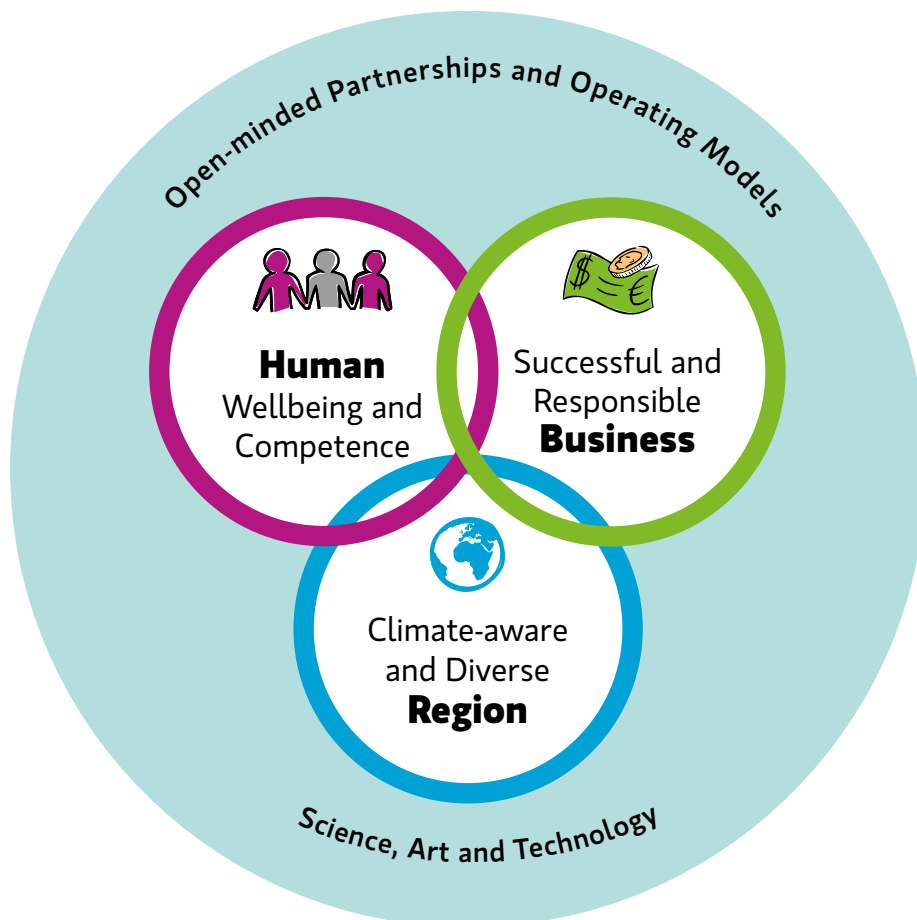 Open-minded Partnerships and Operating Models
Human
Wellbeing and
Competence
$ €
Successful and
Responsible
Business
Climate-aware
and Diverse
Region
Science, Art and Technology